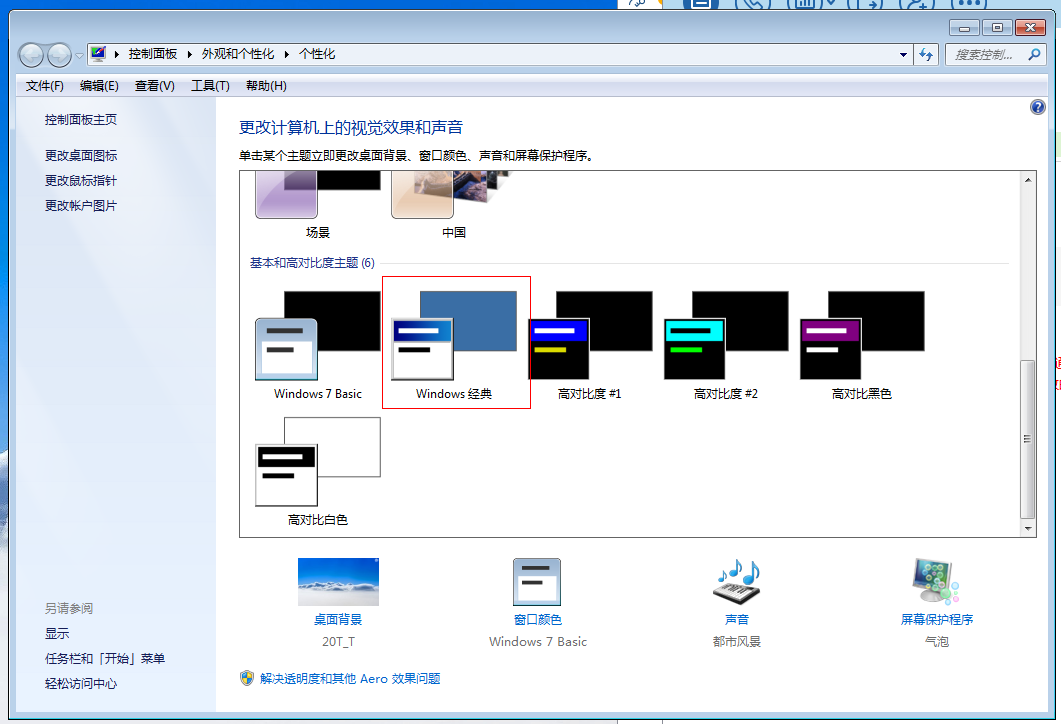 控制面板 ▸ 外观和个性化 ▸ 个性化
搜索控制...
文件(F) 编辑(E) 查看(V) 工具(T) 帮助(H)
控制面板主页
更改桌面图标
更改鼠标指针
更改帐户图片
更改计算机上的视觉效果和声音
单击某个主题立即更改桌面背景、窗口颜色、声音和屏幕保护程序。
场景 中国
基本和高对比度主题 (6)
Windows 7 Basic Windows 经典 高对比度 #1 高对比度 #2 高对比黑色
高对比白色
桌面背景 窗口颜色 声音 屏幕保护程序
20T_T Windows 7 Basic 都市风景 气泡
解决透明度和其他 Aero 效果问题
另请参阅
显示
任务栏和「开始」菜单
轻松访问中心